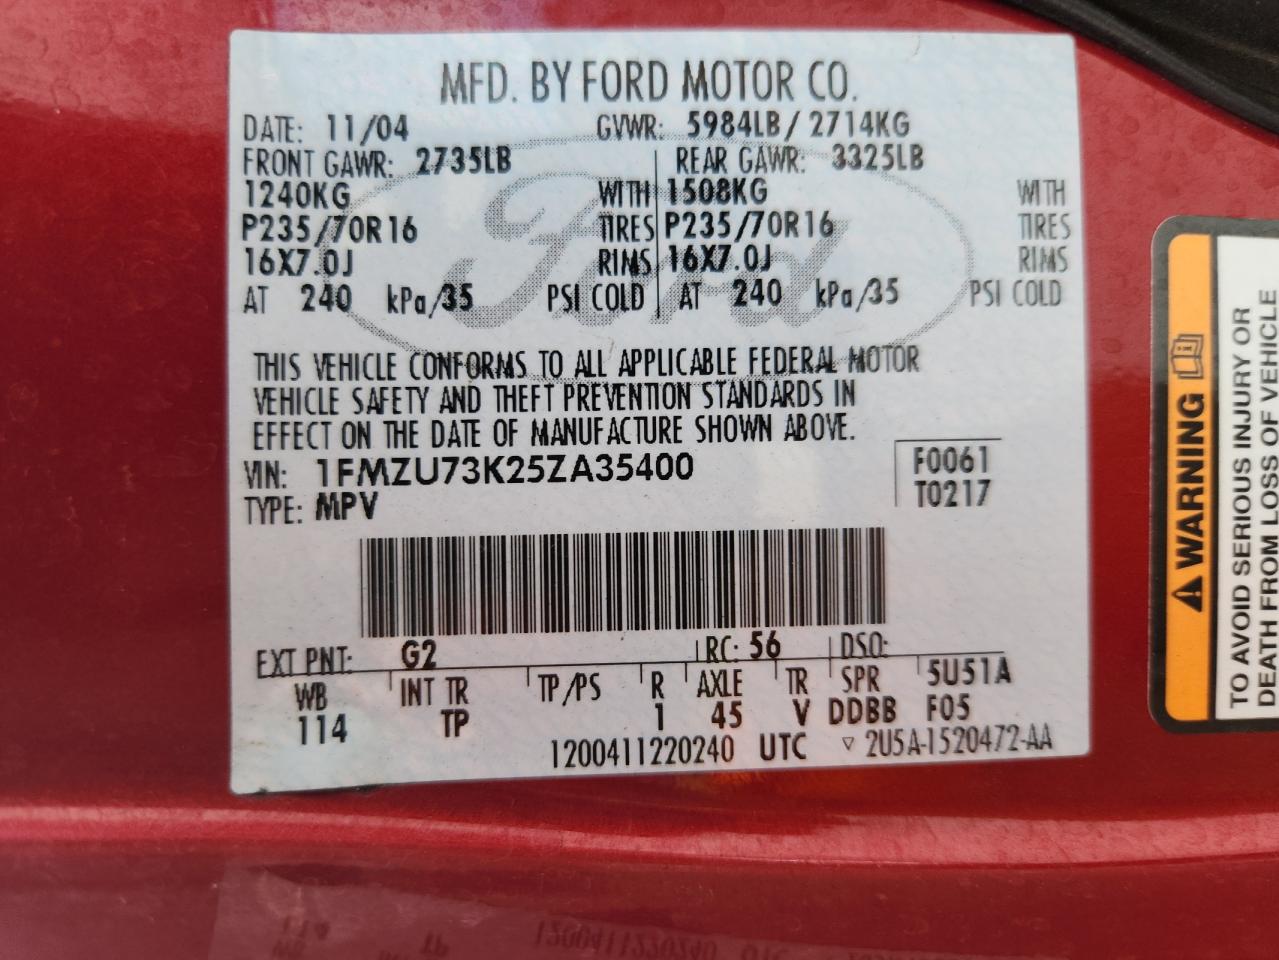 MFD. BY FORD MOTOR CO.
DATE: 11/04 GVWR: 5984LB / 2714KG
FRONT GAWR: 2735LB REAR GAWR: 3325LB
1240KG WITH 1508KG WITH
P235/70R16 TIRES P235/70R16 TIRES
16X7.0J RIMS 16X7.0J RIMS
AT 240 kPa/35 PSI COLD AT 240 kPa/35 PSI COLD
Ford
THIS VEHICLE CONFORMS TO ALL APPLICABLE FEDERAL MOTOR
VEHICLE SAFETY AND THEFT PREVENTION STANDARDS IN
EFFECT ON THE DATE OF MANUFACTURE SHOWN ABOVE.
VIN: 1FMZU73K25ZA35400 F0061
TYPE: MPV T0217
EXT PNT: G2 RC: 56 DSO:
WB INT TR TP/PS R AXLE TR SPR 5U51A
114 TP 1 45 V DDBB F05
1200411220240 UTC ▽ 2U5A-1520472-AA
⚠ WARNING
TO AVOID SERIOUS INJURY OR
DEATH FROM LOSS OF VEHICLE